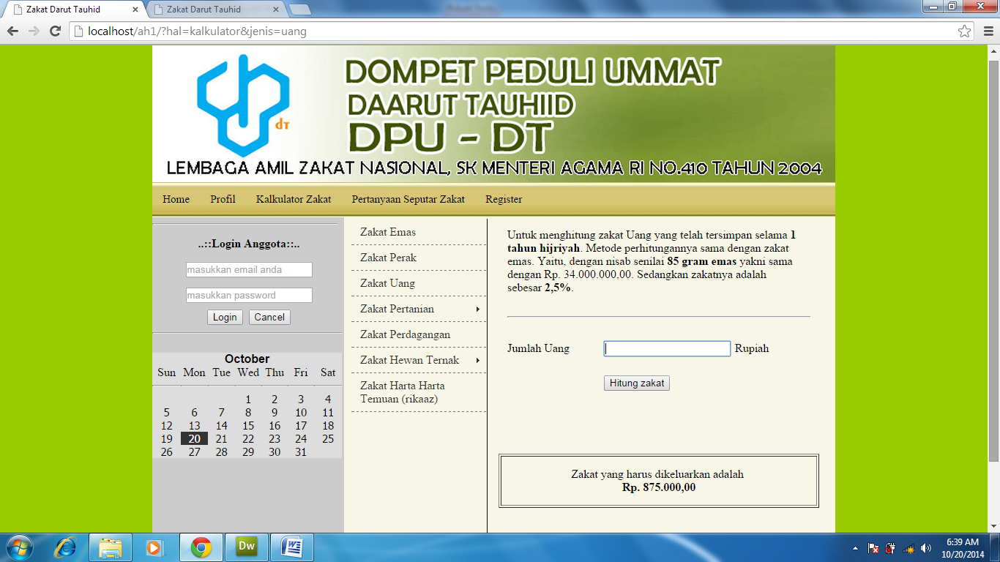 Zakat Darut Tauhid
Zakat Darut Tauhid
localhost/ah1/?hal=kalkulator&jenis=uang
dT
DOMPET PEDULI UMMAT
DAARUT TAUHIID
DPU - DT
LEMBAGA AMIL ZAKAT NASIONAL, SK MENTERI AGAMA RI NO.410 TAHUN 2004
Home Profil Kalkulator Zakat Pertanyaan Seputar Zakat Register
..::Login Anggota::..
masukkan email anda
masukkan password
Login Cancel
October
Sun Mon Tue Wed Thu Fri Sat
1 2 3 4
5 6 7 8 9 10 11
12 13 14 15 16 17 18
19 20 21 22 23 24 25
26 27 28 29 30 31
Zakat Emas
Zakat Perak
Zakat Uang
Zakat Pertanian
Zakat Perdagangan
Zakat Hewan Ternak
Zakat Harta Harta
Temuan (rikaaz)
Untuk menghitung zakat Uang yang telah tersimpan selama 1
tahun hijriyah. Metode perhitungannya sama dengan zakat
emas. Yaitu, dengan nisab senilai 85 gram emas yakni sama
dengan Rp. 34.000.000,00. Sedangkan zakatnya adalah
sebesar 2,5%.
Jumlah Uang Rupiah
Hitung zakat
Zakat yang harus dikeluarkan adalah
Rp. 875.000,00
Dw
W
6:39 AM
10/20/2014